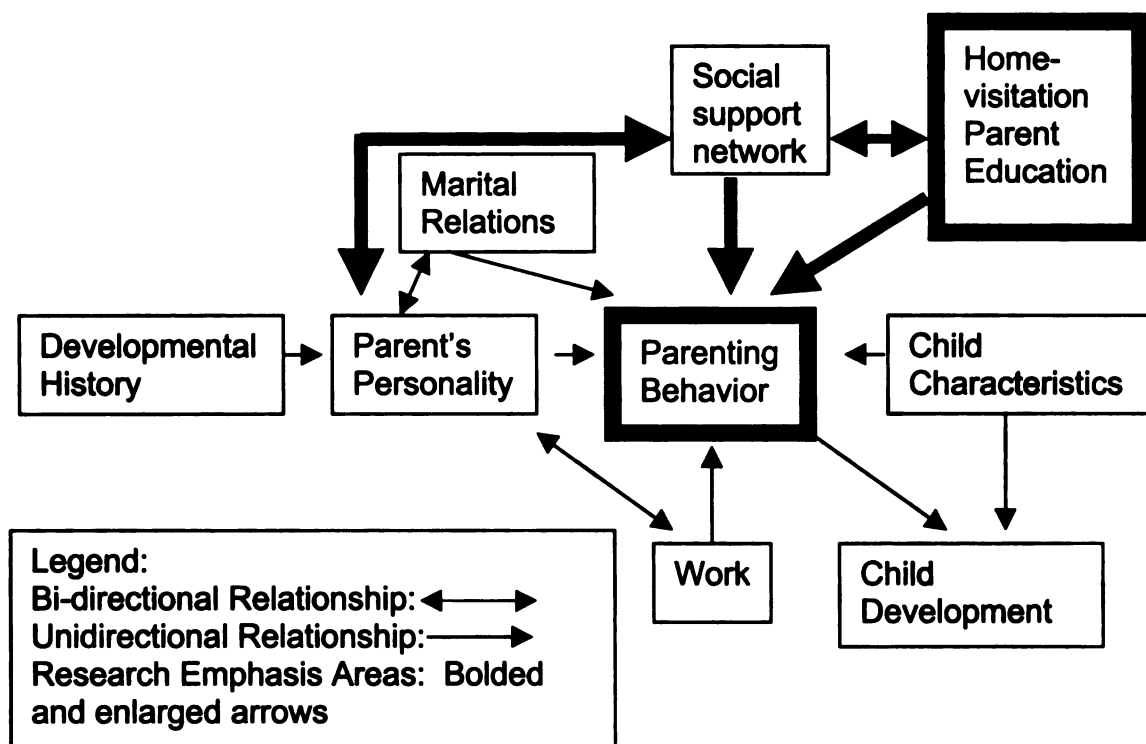 Social
support
network
Home-
visitation
Parent
Education
Marital
Relations
Developmental
History
Parent's
Personality
Parenting
Behavior
Child
Characteristics
Work
Child
Development
Legend:
Bi-directional Relationship:
Unidirectional Relationship:
Research Emphasis Areas: Bolded
and enlarged arrows